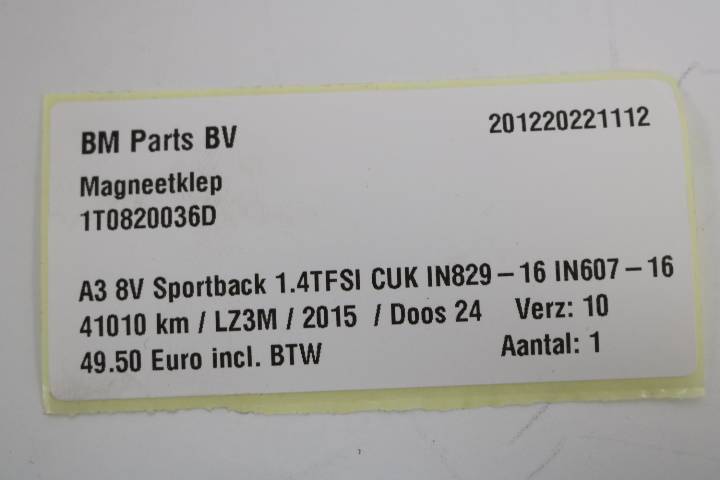 BM Parts BV 201220221112
Magneetklep
1T0820036D
A3 8V Sportback 1.4TFSI CUK IN829 – 16 IN607 – 16
41010 km / LZ3M / 2015 / Doos 24 Verz: 10
49.50 Euro incl. BTW Aantal: 1